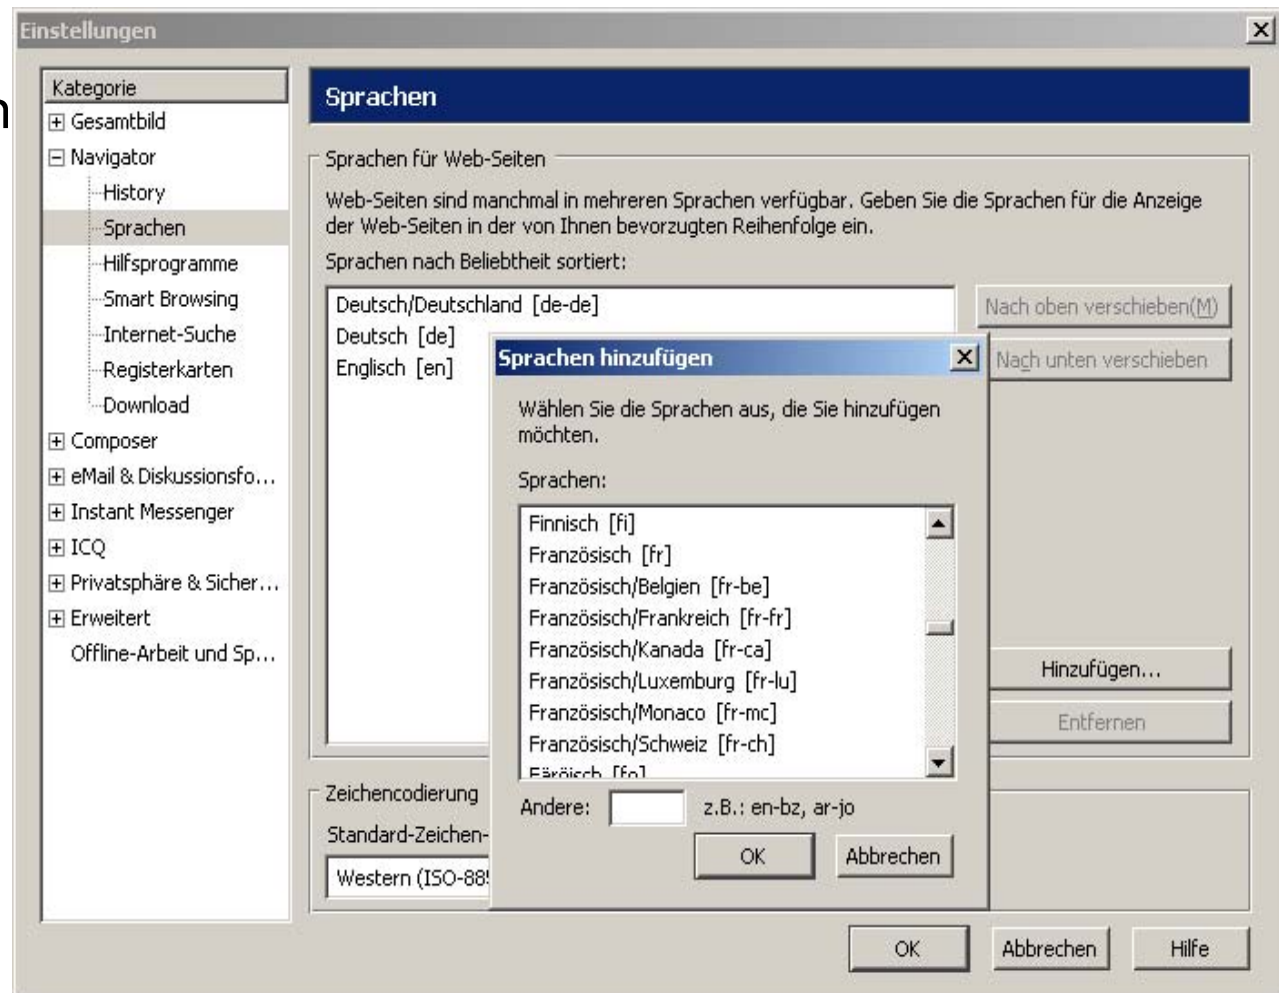 Einstellungen
n
Kategorie
Gesamtbild
Navigator
History
Sprachen
Hilfsprogramme
Smart Browsing
Internet-Suche
Registerkarten
Download
Composer
eMail & Diskussionsfo...
Instant Messenger
ICQ
Privatsphäre & Sicher...
Erweitert
Offline-Arbeit und Sp...
Sprachen
Sprachen für Web-Seiten
Web-Seiten sind manchmal in mehreren Sprachen verfügbar. Geben Sie die Sprachen für die Anzeige
der Web-Seiten in der von Ihnen bevorzugten Reihenfolge ein.
Sprachen nach Beliebtheit sortiert:
Deutsch/Deutschland [de-de]
Deutsch [de]
Englisch [en]
Nach oben verschieben(M)
Nach unten verschieben
Hinzufügen...
Entfernen
Sprachen hinzufügen
Wählen Sie die Sprachen aus, die Sie hinzufügen
möchten.
Sprachen:
Finnisch [fi]
Französisch [fr]
Französisch/Belgien [fr-be]
Französisch/Frankreich [fr-fr]
Französisch/Kanada [fr-ca]
Französisch/Luxemburg [fr-lu]
Französisch/Monaco [fr-mc]
Französisch/Schweiz [fr-ch]
Färöisch [fo]
Andere:
z.B.: en-bz, ar-jo
OK
Abbrechen
Zeichencodierung
Standard-Zeichen-
Western (ISO-885
OK
Abbrechen
Hilfe